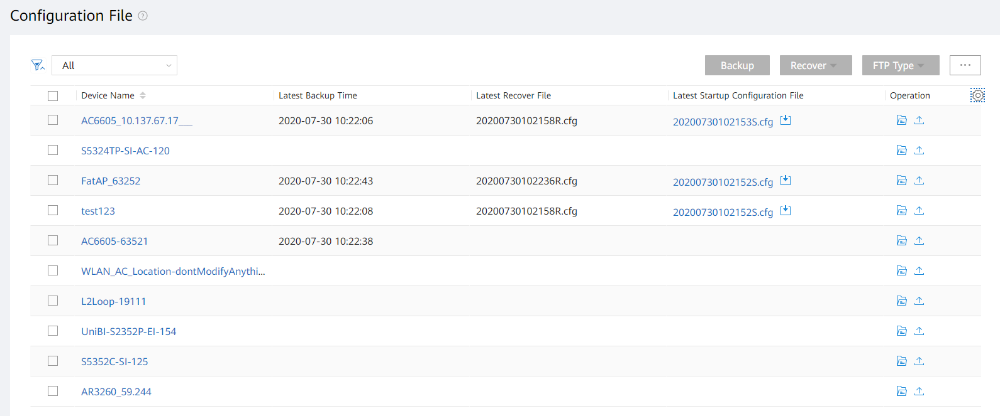 Configuration File ?
All
Backup Recover FTP Type ...
Device Name Latest Backup Time Latest Recover File Latest Startup Configuration File Operation
AC6605_10.137.67.17___ 2020-07-30 10:22:06 20200730102158R.cfg 20200730102153S.cfg
S5324TP-SI-AC-120
FatAP_63252 2020-07-30 10:22:43 20200730102236R.cfg 20200730102152S.cfg
test123 2020-07-30 10:22:08 20200730102158R.cfg 20200730102152S.cfg
AC6605-63521 2020-07-30 10:22:38
WLAN_AC_Location-dontModifyAnythi...
L2Loop-19111
UniBI-S2352P-EI-154
S5352C-SI-125
AR3260_59.244